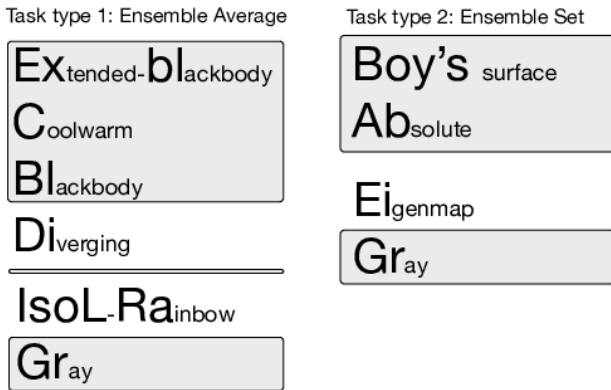 Task type 1: Ensemble Average
Extended-blackbody
Coolwarm
Blackbody
Diverging
IsoL-Rainbow
Gray
Task type 2: Ensemble Set
Boy's surface
Absolute
Eigenmap
Gray